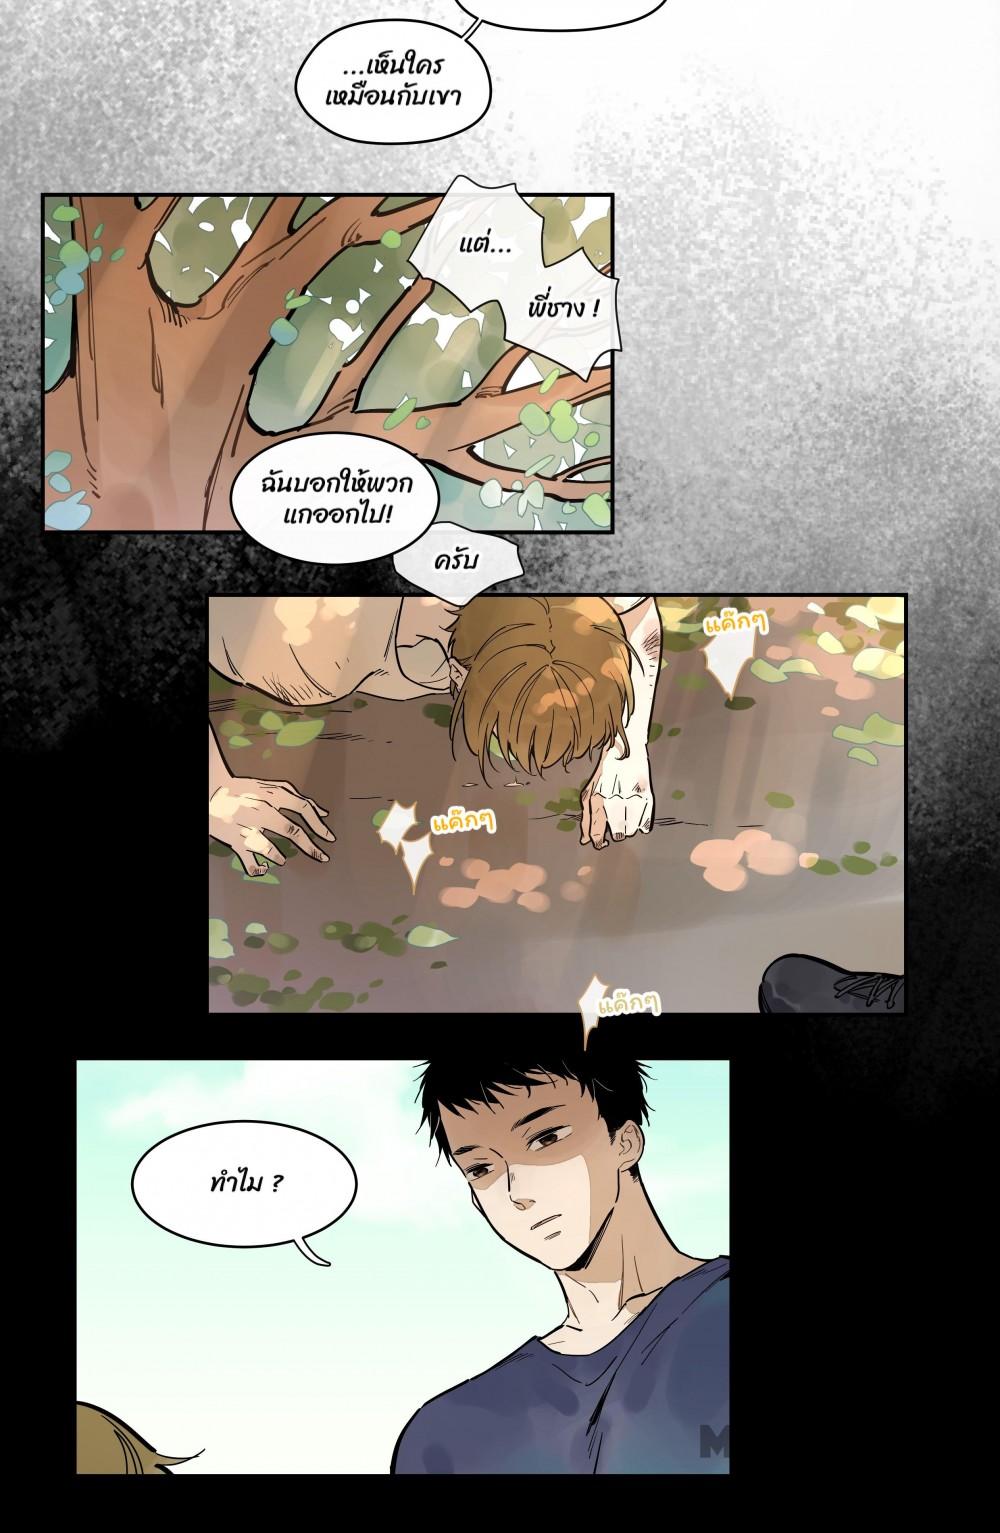 ...เห็นใคร
เหมือนกับเขา
แต่...
พี่ชาง !
ฉันบอกให้พวก
แกออกไป!
ครับ
แค๊กๆ
แค๊กๆ
แค๊กๆ
ทำไม ?
M